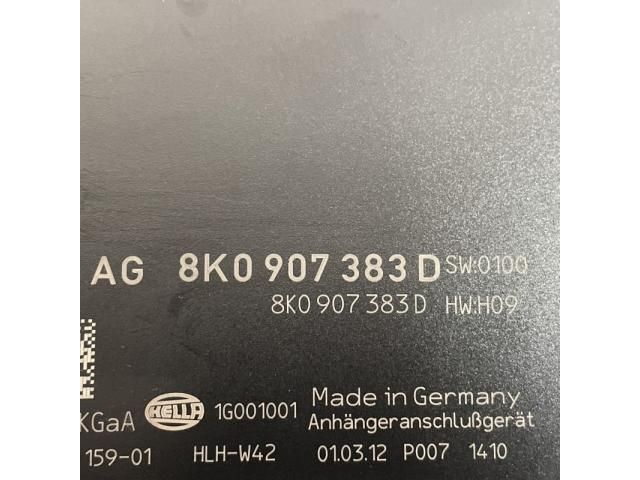 AG 8K0 907 383 D SW:0100
8K0 907 383 D HW:H09
KGaA HELLA 1G001001 Made in Germany
Anhängeranschlußgerät
159-01 HLH-W42 01.03.12 P007 1410